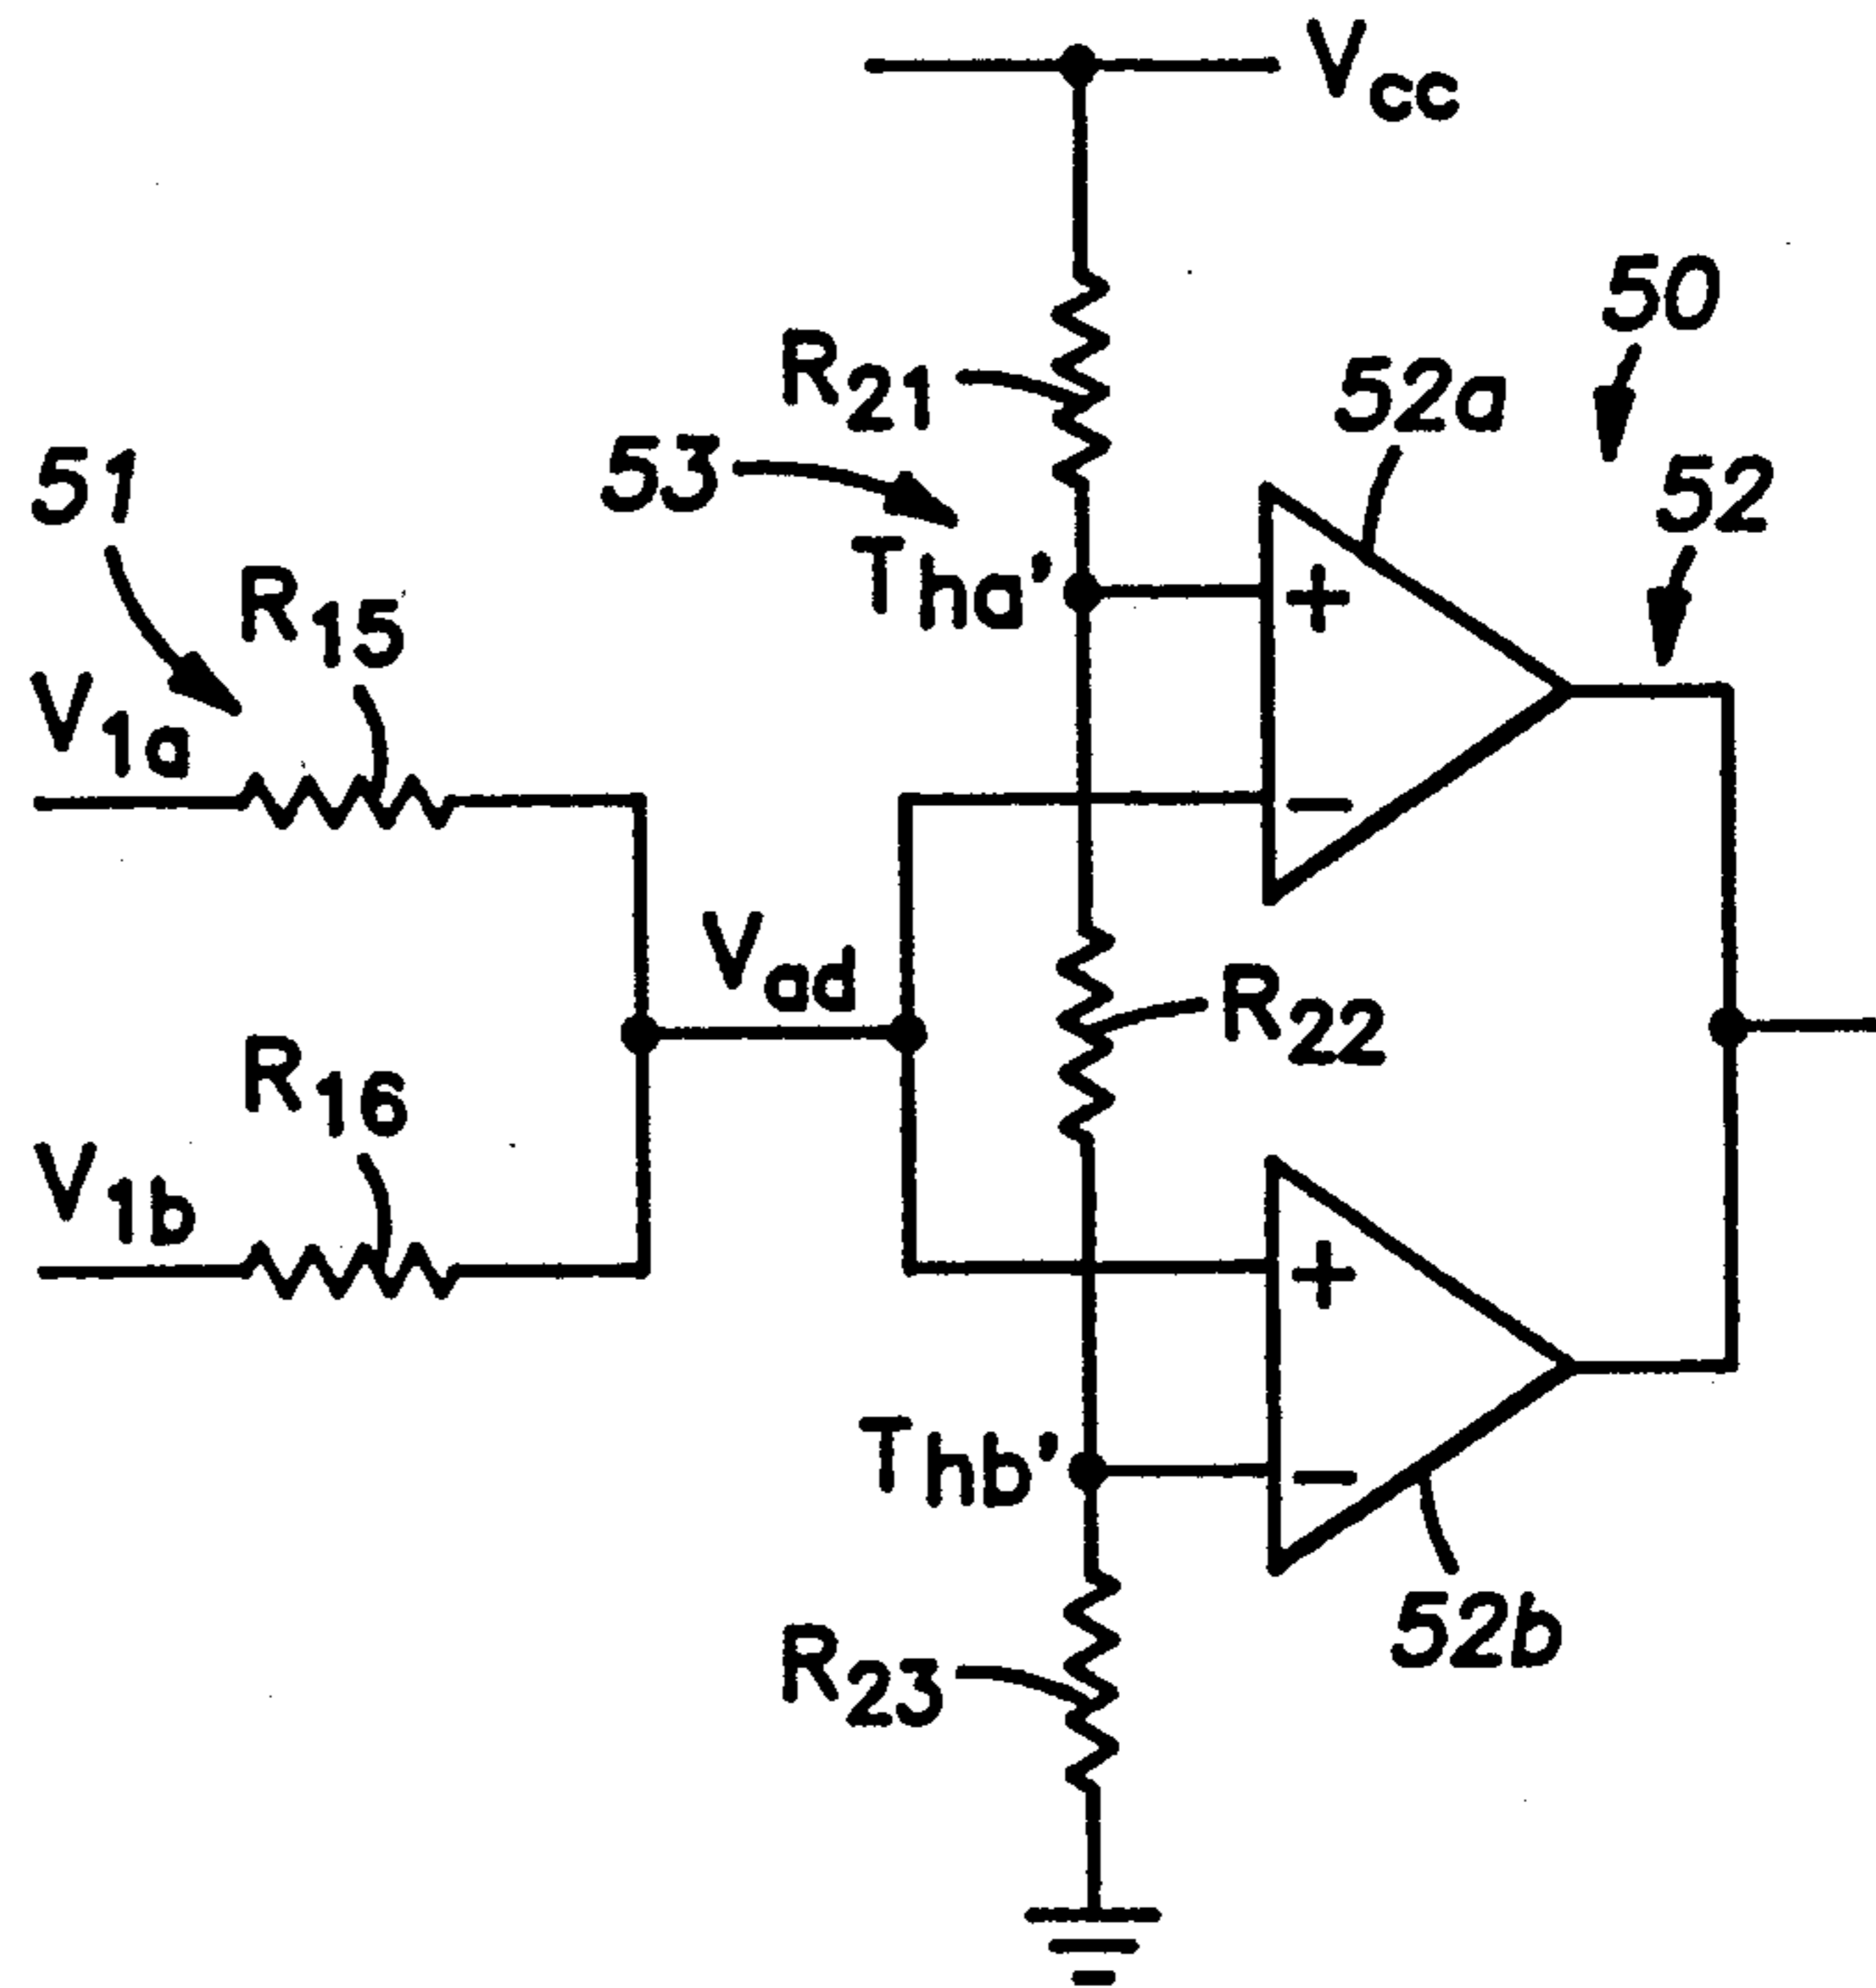 Vcc
50
R21
52a
53
52
51
Tha'
+
R15
V1a
−
Vad
R22
R16
V1b
+
Thb'
−
52b
R23